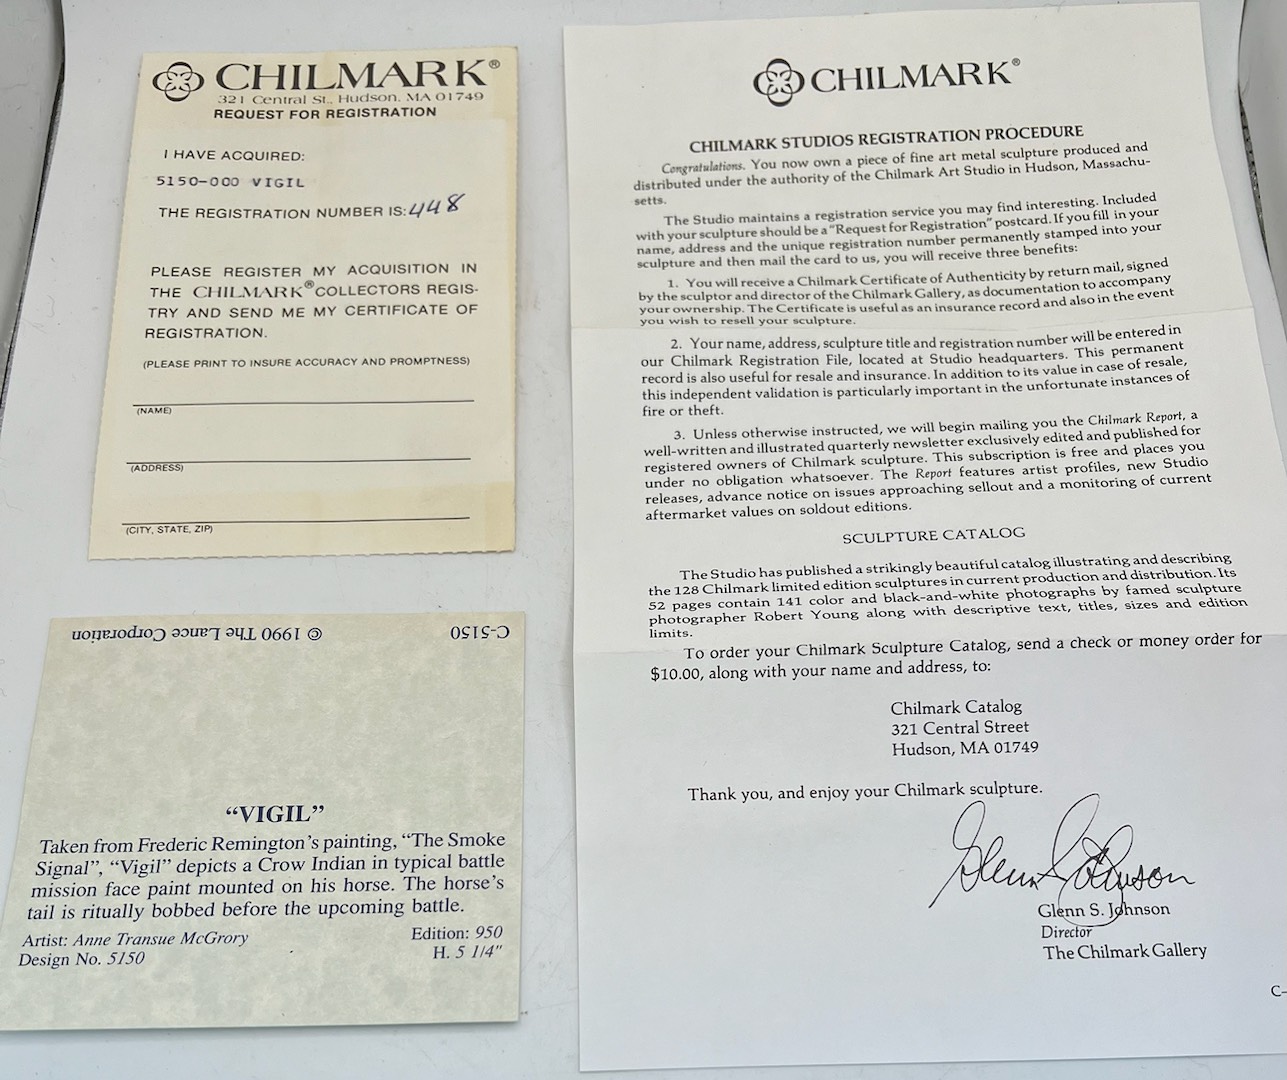 CHILMARK®
321 Central St., Hudson, MA 01749
REQUEST FOR REGISTRATION
I HAVE ACQUIRED:
5150-000 VIGIL
THE REGISTRATION NUMBER IS: 448
PLEASE REGISTER MY ACQUISITION IN
THE CHILMARK® COLLECTORS REGIS-
TRY AND SEND ME MY CERTIFICATE OF
REGISTRATION.
(PLEASE PRINT TO INSURE ACCURACY AND PROMPTNESS)
(NAME)
(ADDRESS)
(CITY, STATE, ZIP)
C-5150 © 1990 The Lance Corporation
“VIGIL”
Taken from Frederic Remington’s painting, “The Smoke
Signal”, “Vigil” depicts a Crow Indian in typical battle
mission face paint mounted on his horse. The horse’s
tail is ritually bobbed before the upcoming battle.
Artist: Anne Transue McGrory Edition: 950
Design No. 5150 H. 5 1/4"
CHILMARK®
CHILMARK STUDIOS REGISTRATION PROCEDURE
Congratulations. You now own a piece of fine art metal sculpture produced and
distributed under the authority of the Chilmark Art Studio in Hudson, Massachu-
setts.
The Studio maintains a registration service you may find interesting. Included
with your sculpture should be a “Request for Registration” postcard. If you fill in your
name, address and the unique registration number permanently stamped into your
sculpture and then mail the card to us, you will receive three benefits:
1. You will receive a Chilmark Certificate of Authenticity by return mail, signed
by the sculptor and director of the Chilmark Gallery, as documentation to accompany
your ownership. The Certificate is useful as an insurance record and also in the event
you wish to resell your sculpture.
2. Your name, address, sculpture title and registration number will be entered in
our Chilmark Registration File, located at Studio headquarters. This permanent
record is also useful for resale and insurance. In addition to its value in case of resale,
this independent validation is particularly important in the unfortunate instances of
fire or theft.
3. Unless otherwise instructed, we will begin mailing you the Chilmark Report, a
well-written and illustrated quarterly newsletter exclusively edited and published for
registered owners of Chilmark sculpture. This subscription is free and places you
under no obligation whatsoever. The Report features artist profiles, new Studio
releases, advance notice on issues approaching sellout and a monitoring of current
aftermarket values on soldout editions.
SCULPTURE CATALOG
The Studio has published a strikingly beautiful catalog illustrating and describing
the 128 Chilmark limited edition sculptures in current production and distribution. Its
52 pages contain 141 color and black-and-white photographs by famed sculpture
photographer Robert Young along with descriptive text, titles, sizes and edition
limits.
To order your Chilmark Sculpture Catalog, send a check or money order for
$10.00, along with your name and address, to:
Chilmark Catalog
321 Central Street
Hudson, MA 01749
Thank you, and enjoy your Chilmark sculpture.
Glenn S. Johnson
Glenn S. Johnson
Director
The Chilmark Gallery
C-